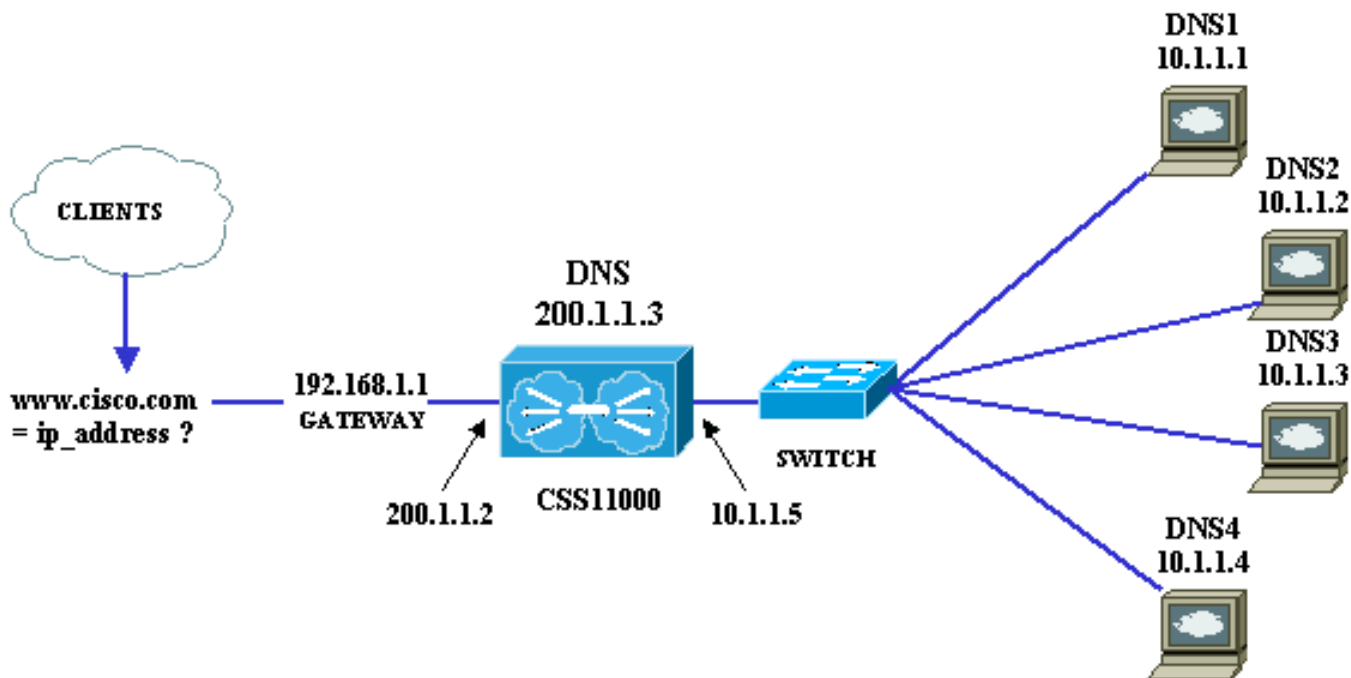 DNS1
10.1.1.1
DNS2
10.1.1.2
CLIENTS
DNS
200.1.1.3
DNS3
10.1.1.3
www.cisco.com
= ip_address ?
192.168.1.1
GATEWAY
SWITCH
200.1.1.2
CSS11000
10.1.1.5
DNS4
10.1.1.4